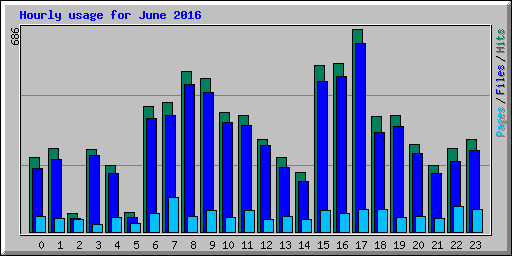 Hourly usage for June 2016
686
Pages / Files / Hits
0 1 2 3 4 5 6 7 8 9 10 11 12 13 14 15 16 17 18 19 20 21 22 23